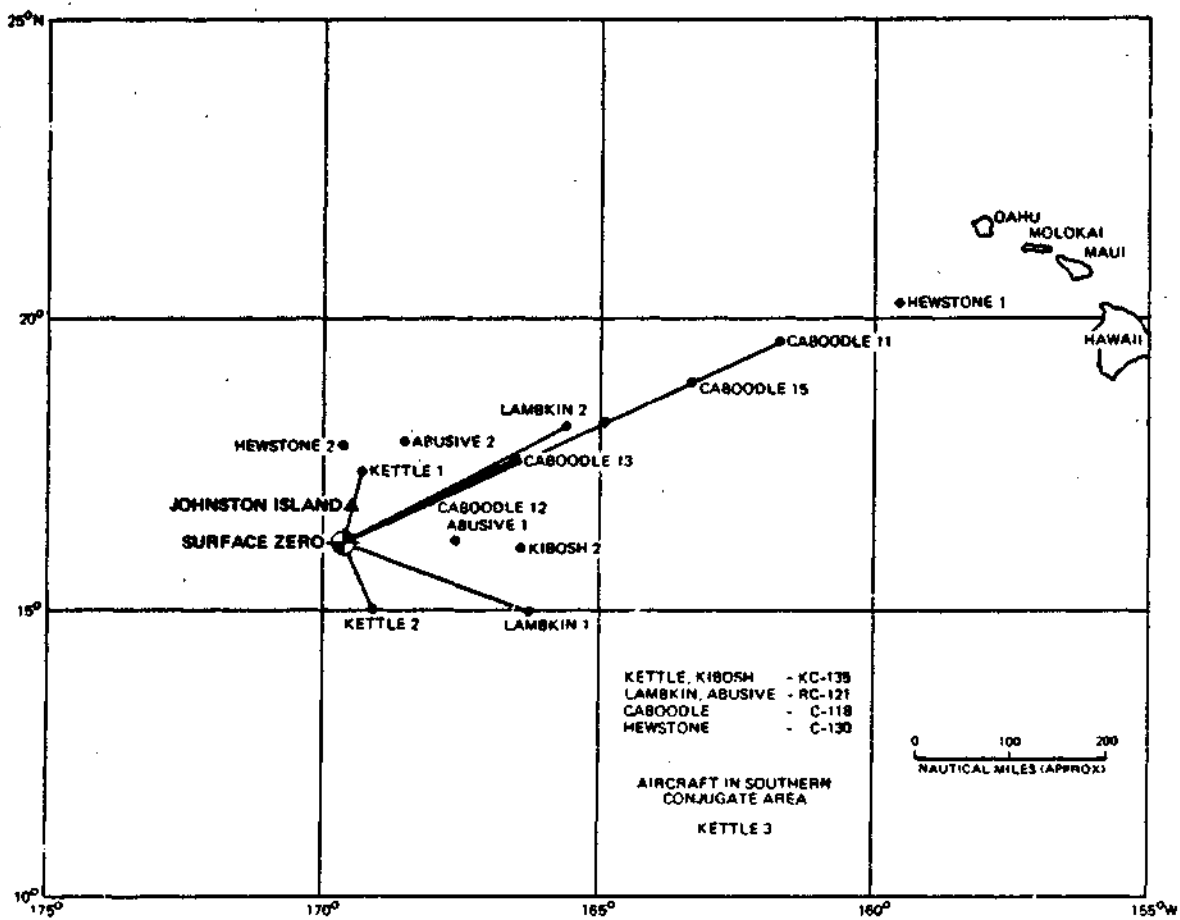 25°N
175°
170°
165°
160°
155°W
20°
15°
10°
OAHU
MOLOKAI
MAUI
HAWAII
HEWSTONE 1
CABOODLE 11
CABOODLE 15
LAMBKIN 2
HEWSTONE 2
ABUSIVE 2
KETTLE 1
CABOODLE 13
JOHNSTON ISLAND
CABOODLE 12
ABUSIVE 1
SURFACE ZERO
KIBOSH 2
KETTLE 2
LAMBKIN 1
KETTLE, KIBOSH - KC-135
LAMBKIN, ABUSIVE - RC-121
CABOODLE - C-118
HEWSTONE - C-130
0 100 200
NAUTICAL MILES (APPROX)
AIRCRAFT IN SOUTHERN
CONJUGATE AREA
KETTLE 3